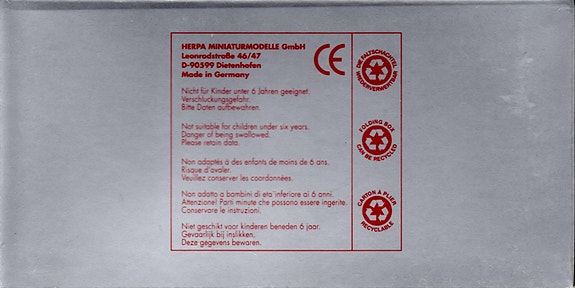 HERPA MINIATURMODELLE GmbH
Leonrodstraße 46/47
D-90599 Dietenhofen
Made in Germany
CE
Nicht für Kinder unter 6 Jahren geeignet.
Verschluckungsgefahr.
Bitte Daten aufbewahren.
Not suitable for children under six years.
Danger of being swallowed.
Please retain data.
Non adaptés à des enfants de moins de 6 ans.
Risque d'avaler.
Veuillez conserver les coordonnées.
Non adatto a bambini di eta' inferiore ai 6 anni.
Attenzione! Parti minute che possono essere ingerite.
Conservare le instruzioni.
Niet geschikt voor kinderen beneden 6 jaar.
Gevaarlijk bij inslikken.
Deze gegevens bewaren.
DIE FALTSCHACHTEL
WIEDERVERWERTBAR
FOLDING BOX
CAN BE RECYCLED
CARTON À PLIER
RECYCLABLE